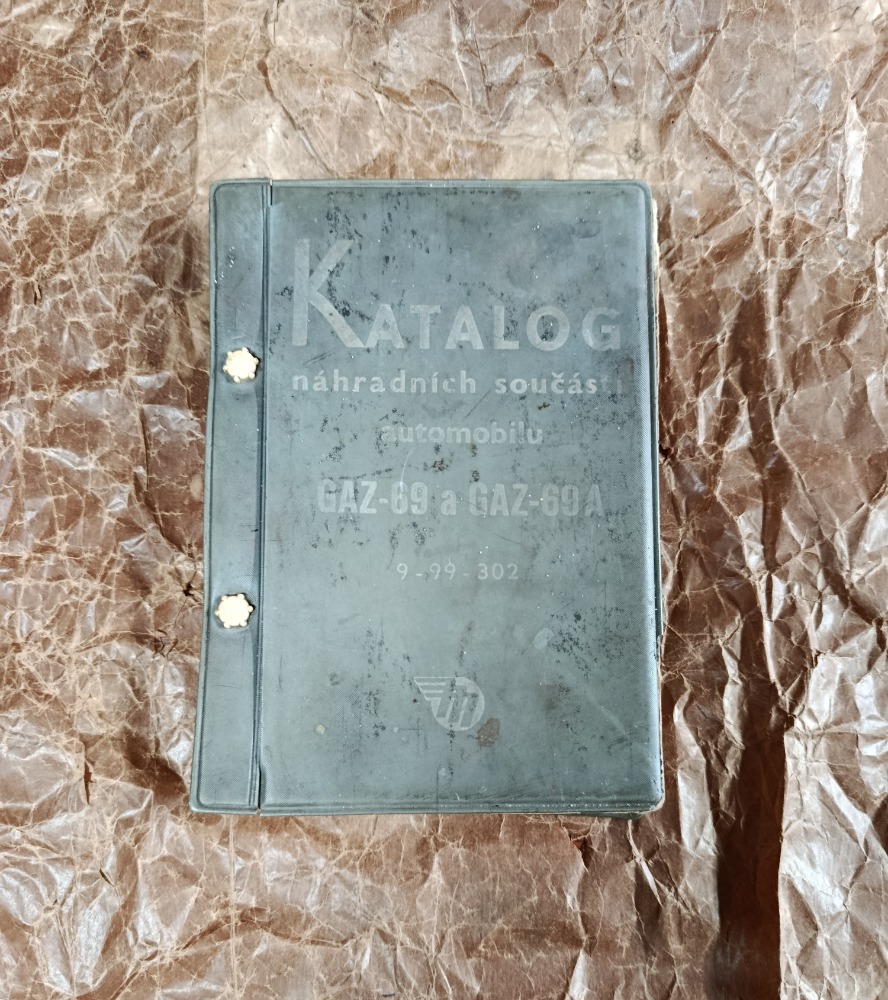 KATALOG
náhradních součástí
automobilu
GAZ-69 a GAZ-69A
9-99-302